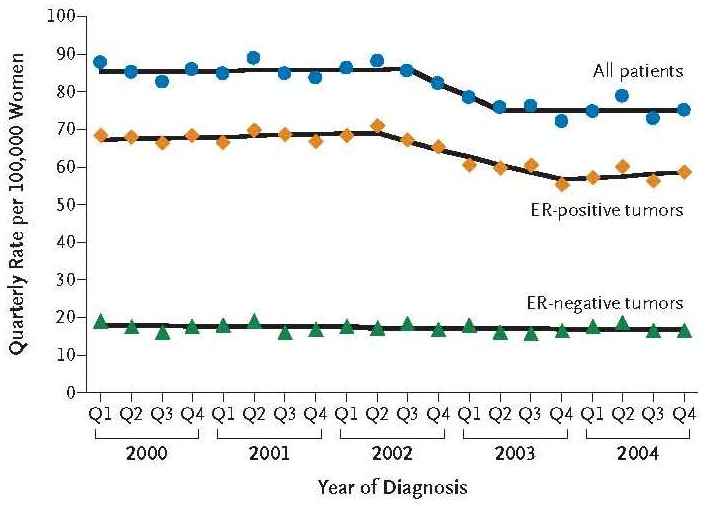 Quarterly Rate per 100,000 Women
100
90
80
70
60
50
40
30
20
10
0
All patients
ER-positive tumors
ER-negative tumors
Q1 Q2 Q3 Q4 Q1 Q2 Q3 Q4 Q1 Q2 Q3 Q4 Q1 Q2 Q3 Q4 Q1 Q2 Q3 Q4
2000 2001 2002 2003 2004
Year of Diagnosis